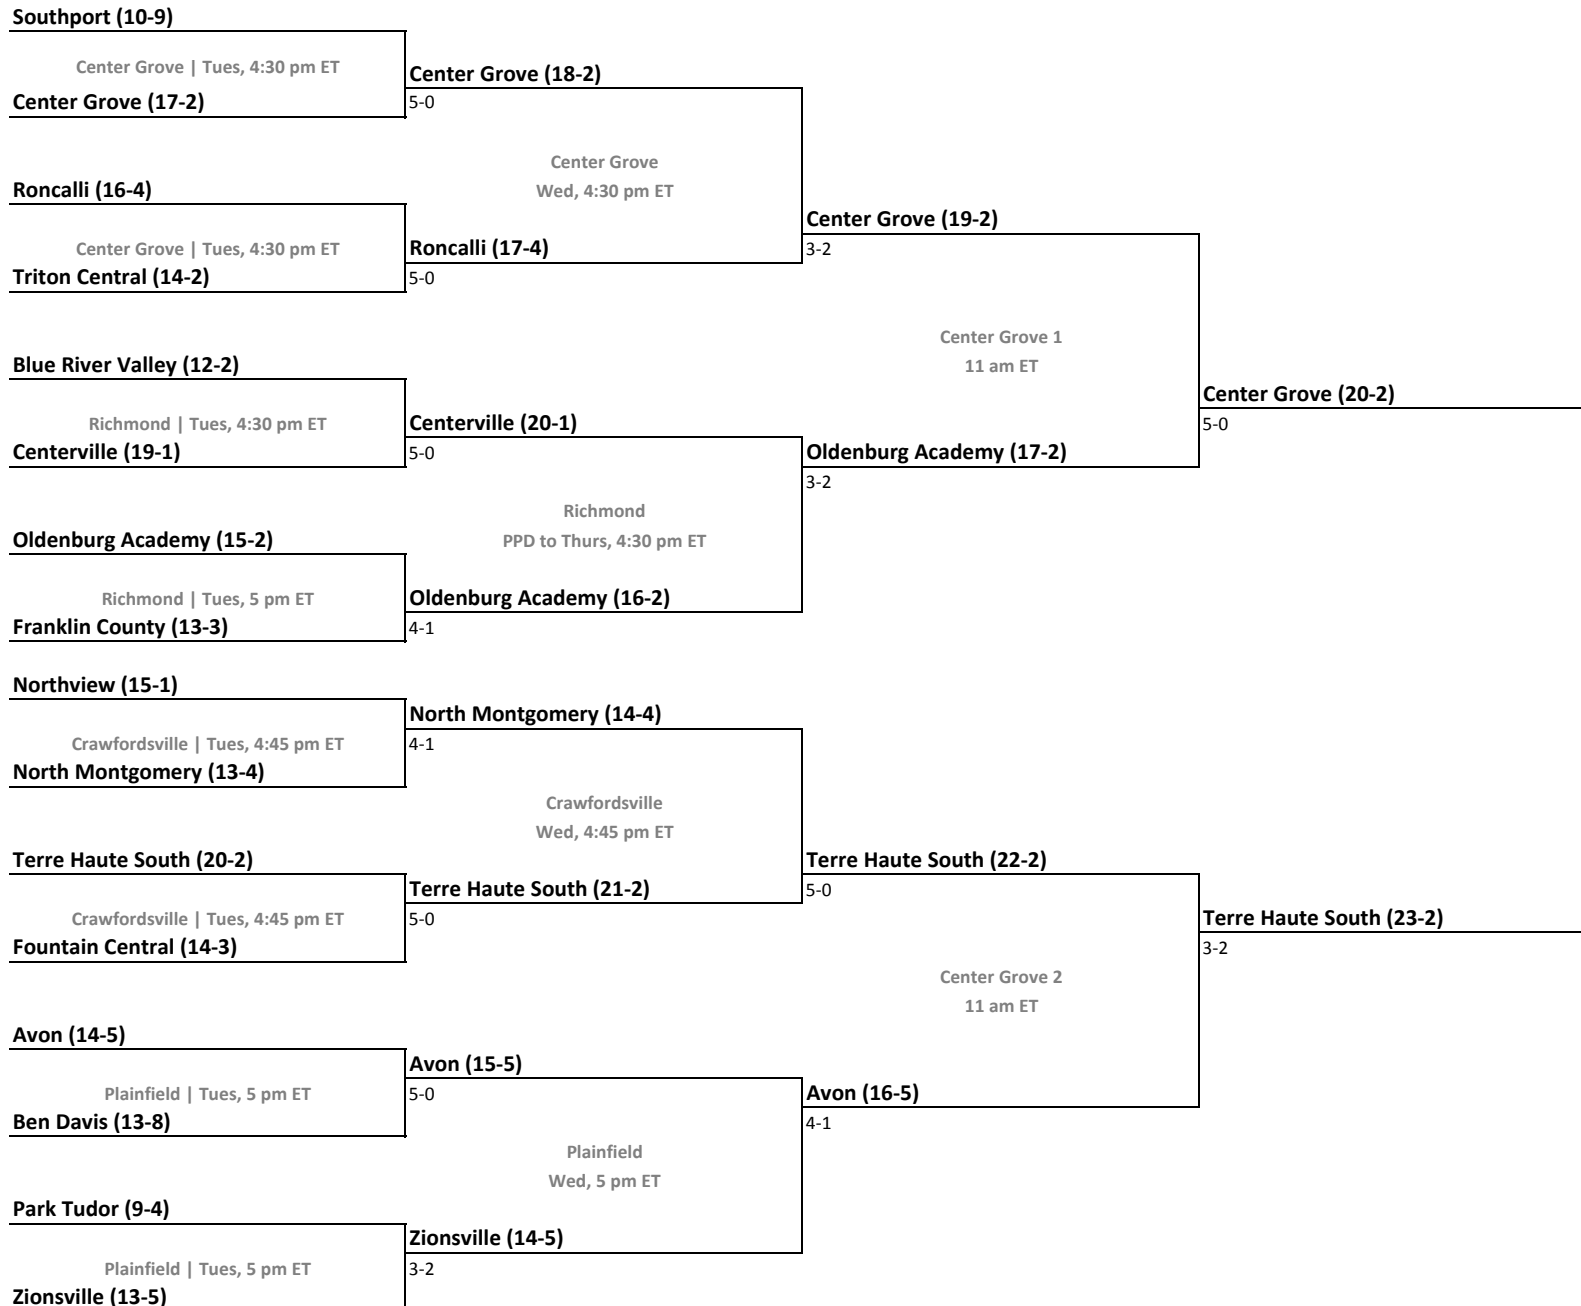 Southport (10-9)
Center Grove | Tues, 4:30 pm ET
Center Grove (18-2)
Center Grove (17-2)
5-0
Center Grove
Roncalli (16-4)
Wed, 4:30 pm ET
Center Grove (19-2)
Center Grove | Tues, 4:30 pm ET
Roncalli (17-4)
3-2
Triton Central (14-2)
5-0
Center Grove 1
Blue River Valley (12-2)
11 am ET
Center Grove (20-2)
Richmond | Tues, 4:30 pm ET
Centerville (20-1)
5-0
Centerville (19-1)
5-0
Oldenburg Academy (17-2)
3-2
Richmond
Oldenburg Academy (15-2)
PPD to Thurs, 4:30 pm ET
Richmond | Tues, 5 pm ET
Oldenburg Academy (16-2)
Franklin County (13-3)
4-1
Northview (15-1)
North Montgomery (14-4)
Crawfordsville | Tues, 4:45 pm ET
4-1
North Montgomery (13-4)
Crawfordsville
Wed, 4:45 pm ET
Terre Haute South (20-2)
Terre Haute South (22-2)
Terre Haute South (21-2)
5-0
Crawfordsville | Tues, 4:45 pm ET
5-0
Terre Haute South (23-2)
Fountain Central (14-3)
3-2
Center Grove 2
11 am ET
Avon (14-5)
Avon (15-5)
Plainfield | Tues, 5 pm ET
5-0
Avon (16-5)
Ben Davis (13-8)
4-1
Plainfield
Wed, 5 pm ET
Park Tudor (9-4)
Zionsville (14-5)
Plainfield | Tues, 5 pm ET
3-2
Zionsville (13-5)